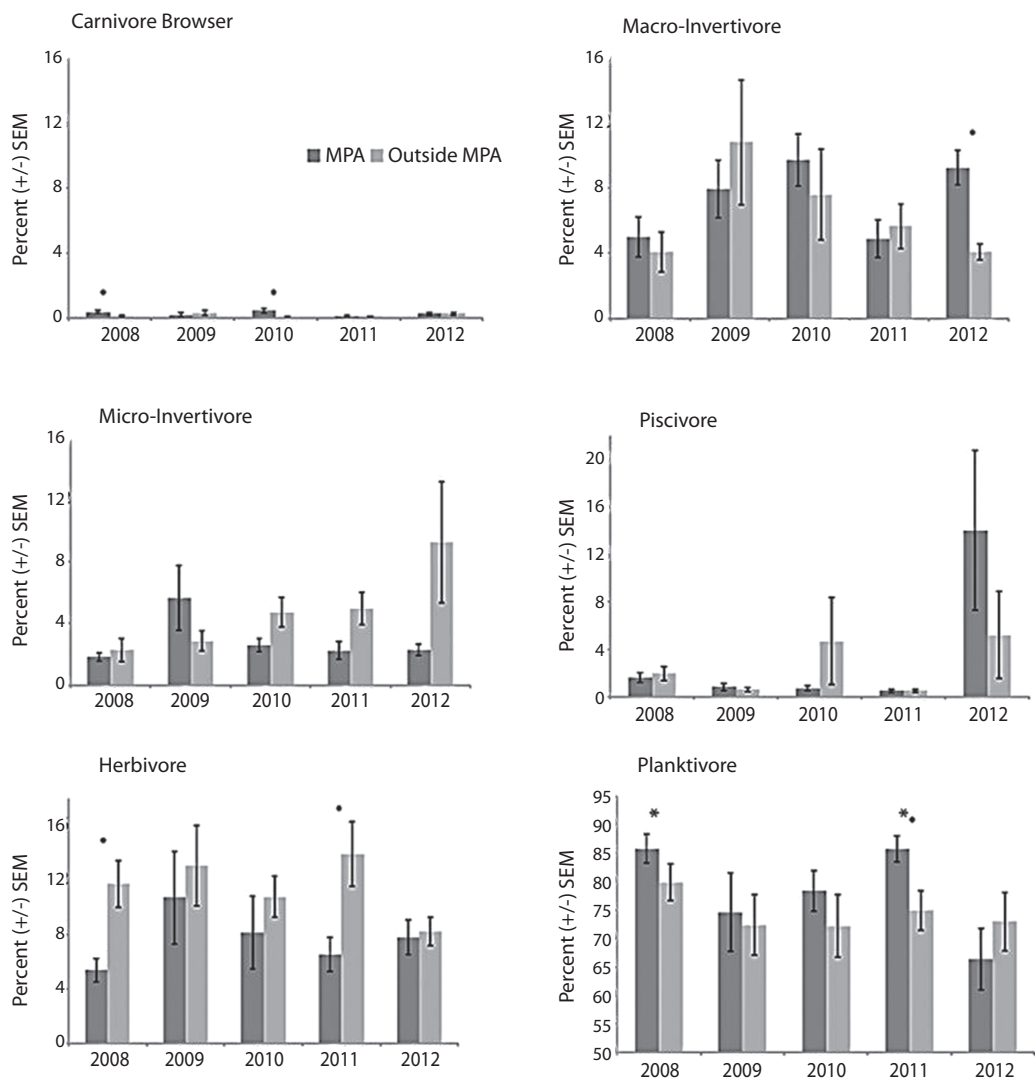 Carnivore Browser
Percent (+/-) SEM
16
12
8
4
0
MPA Outside MPA
2008 2009 2010 2011 2012
Macro-Invertivore
Percent (+/-) SEM
16
12
8
4
0
2008 2009 2010 2011 2012
Micro-Invertivore
Percent (+/-) SEM
16
12
8
4
0
2008 2009 2010 2011 2012
Piscivore
Percent (+/-) SEM
20
16
12
8
4
0
2008 2009 2010 2011 2012
Herbivore
Percent (+/-) SEM
16
12
8
4
0
2008 2009 2010 2011 2012
Planktivore
Percent (+/-) SEM
95
90
85
80
75
70
65
60
55
50
* *
2008 2009 2010 2011 2012